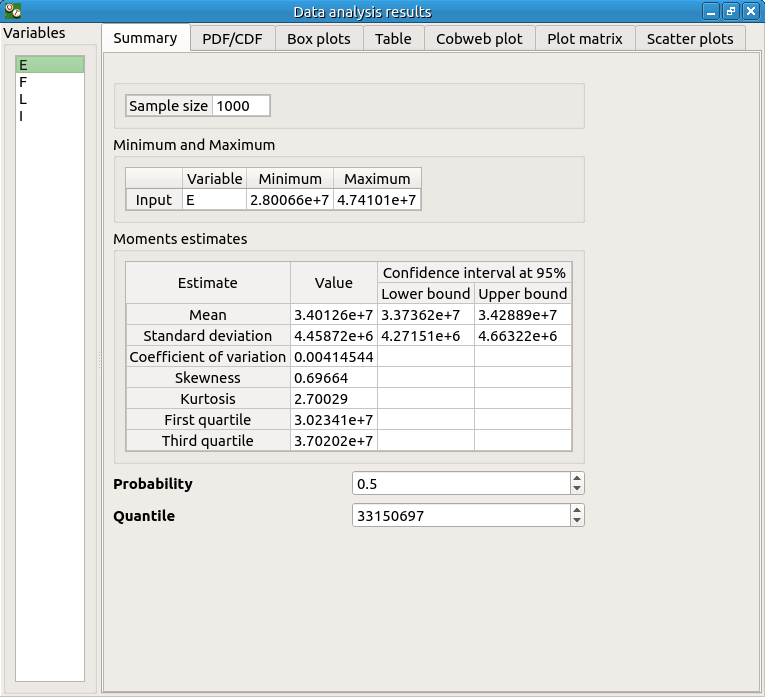 Data analysis results
Variables
E
F
L
I
Summary PDF/CDF Box plots Table Cobweb plot Plot matrix Scatter plots
Sample size 1000
Minimum and Maximum
Variable Minimum Maximum
Input E 2.80066e+7 4.74101e+7
Moments estimates
Estimate Value Confidence interval at 95%
Lower bound Upper bound
Mean 3.40126e+7 3.37362e+7 3.42889e+7
Standard deviation 4.45872e+6 4.27151e+6 4.66322e+6
Coefficient of variation 0.00414544
Skewness 0.69664
Kurtosis 2.70029
First quartile 3.02341e+7
Third quartile 3.70202e+7
Probability 0.5
Quantile 33150697